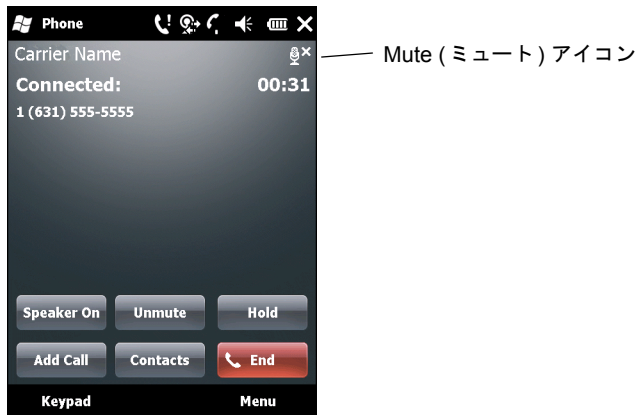 Phone
Carrier Name
Mute (ミュート) アイコン
Connected: 00:31
1 (631) 555-5555
Speaker On Unmute Hold
Add Call Contacts End
Keypad Menu